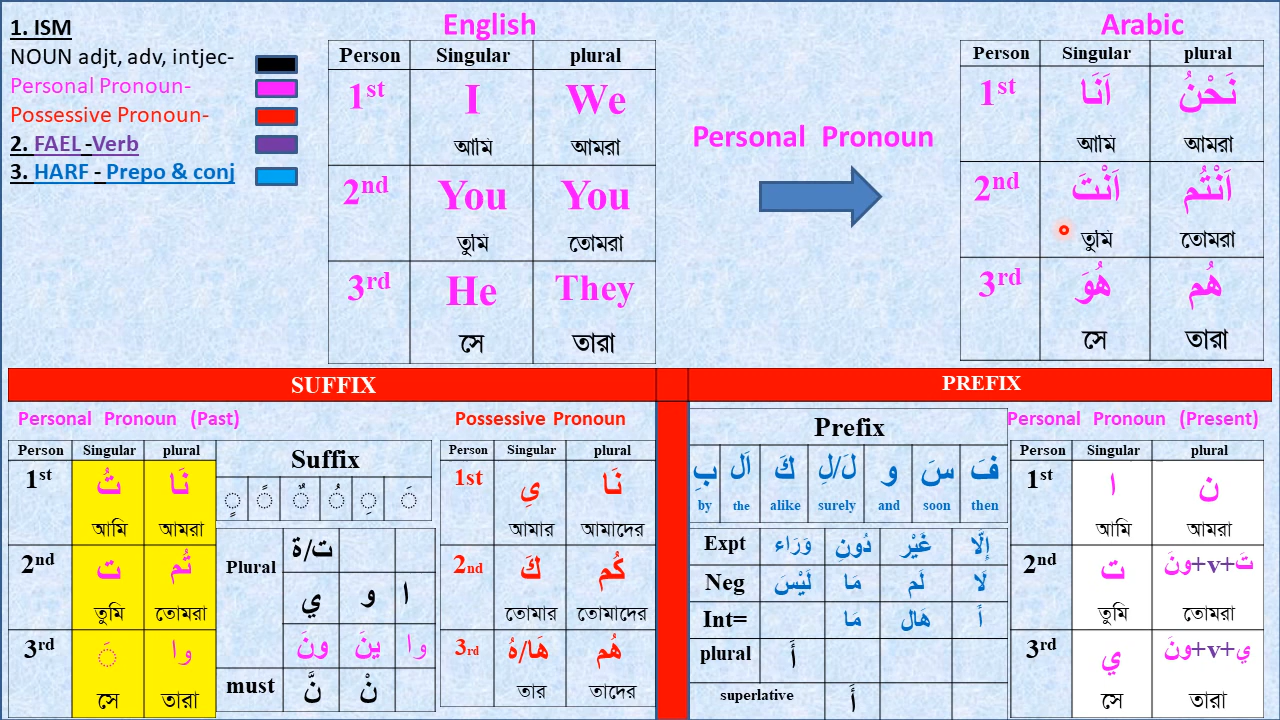 1. ISM
NOUN adjt, adv, intjec-
Personal Pronoun-
Possessive Pronoun-
2. FAEL -Verb
3. HARF - Prepo & conj
English
Person Singular plural
1st I We
আমি আমরা
2nd You You
তুমি তোমরা
3rd He They
সে তারা
Personal Pronoun
Arabic
Person Singular plural
1st اَنَا نَحْنُ
আমি আমরা
2nd اَنْتَ اَنْتُم
তুমি তোমরা
3rd هُوَ هُم
সে তারা
SUFFIX
Personal Pronoun (Past)
Person Singular plural
1st تُ نَا
আমি আমরা
2nd ت تُم
তুমি তোমরা
3rd ◌َ وا
সে তারা
Suffix
◌ٍ ◌ً ◌ٌ ◌ُ ◌ِ ◌َ
Plural ت/ة
ي و ا
ونَ ينَ وا
must نَّ نْ
Possessive Pronoun
Person Singular plural
1st ىِ نَا
আমার আমাদের
2nd كَ كُم
তোমার তোমাদের
3rd هَا/هُ هُم
তার তাদের
PREFIX
Prefix
بِ اَل كَ لَ/لِ و سَ فَ
by the alike surely and soon then
Expt وَرَاء دُونِ غَيْر إِلَّا
Neg لَيْسَ مَا لَم لَا
Int= مَا هَال أَ
plural أَ
superlative أَ
Personal Pronoun (Present)
Person Singular plural
1st ا ن
আমি আমরা
2nd ت تَ+v+ونَ
তুমি তোমরা
3rd ي ي+v+ونَ
সে তারা